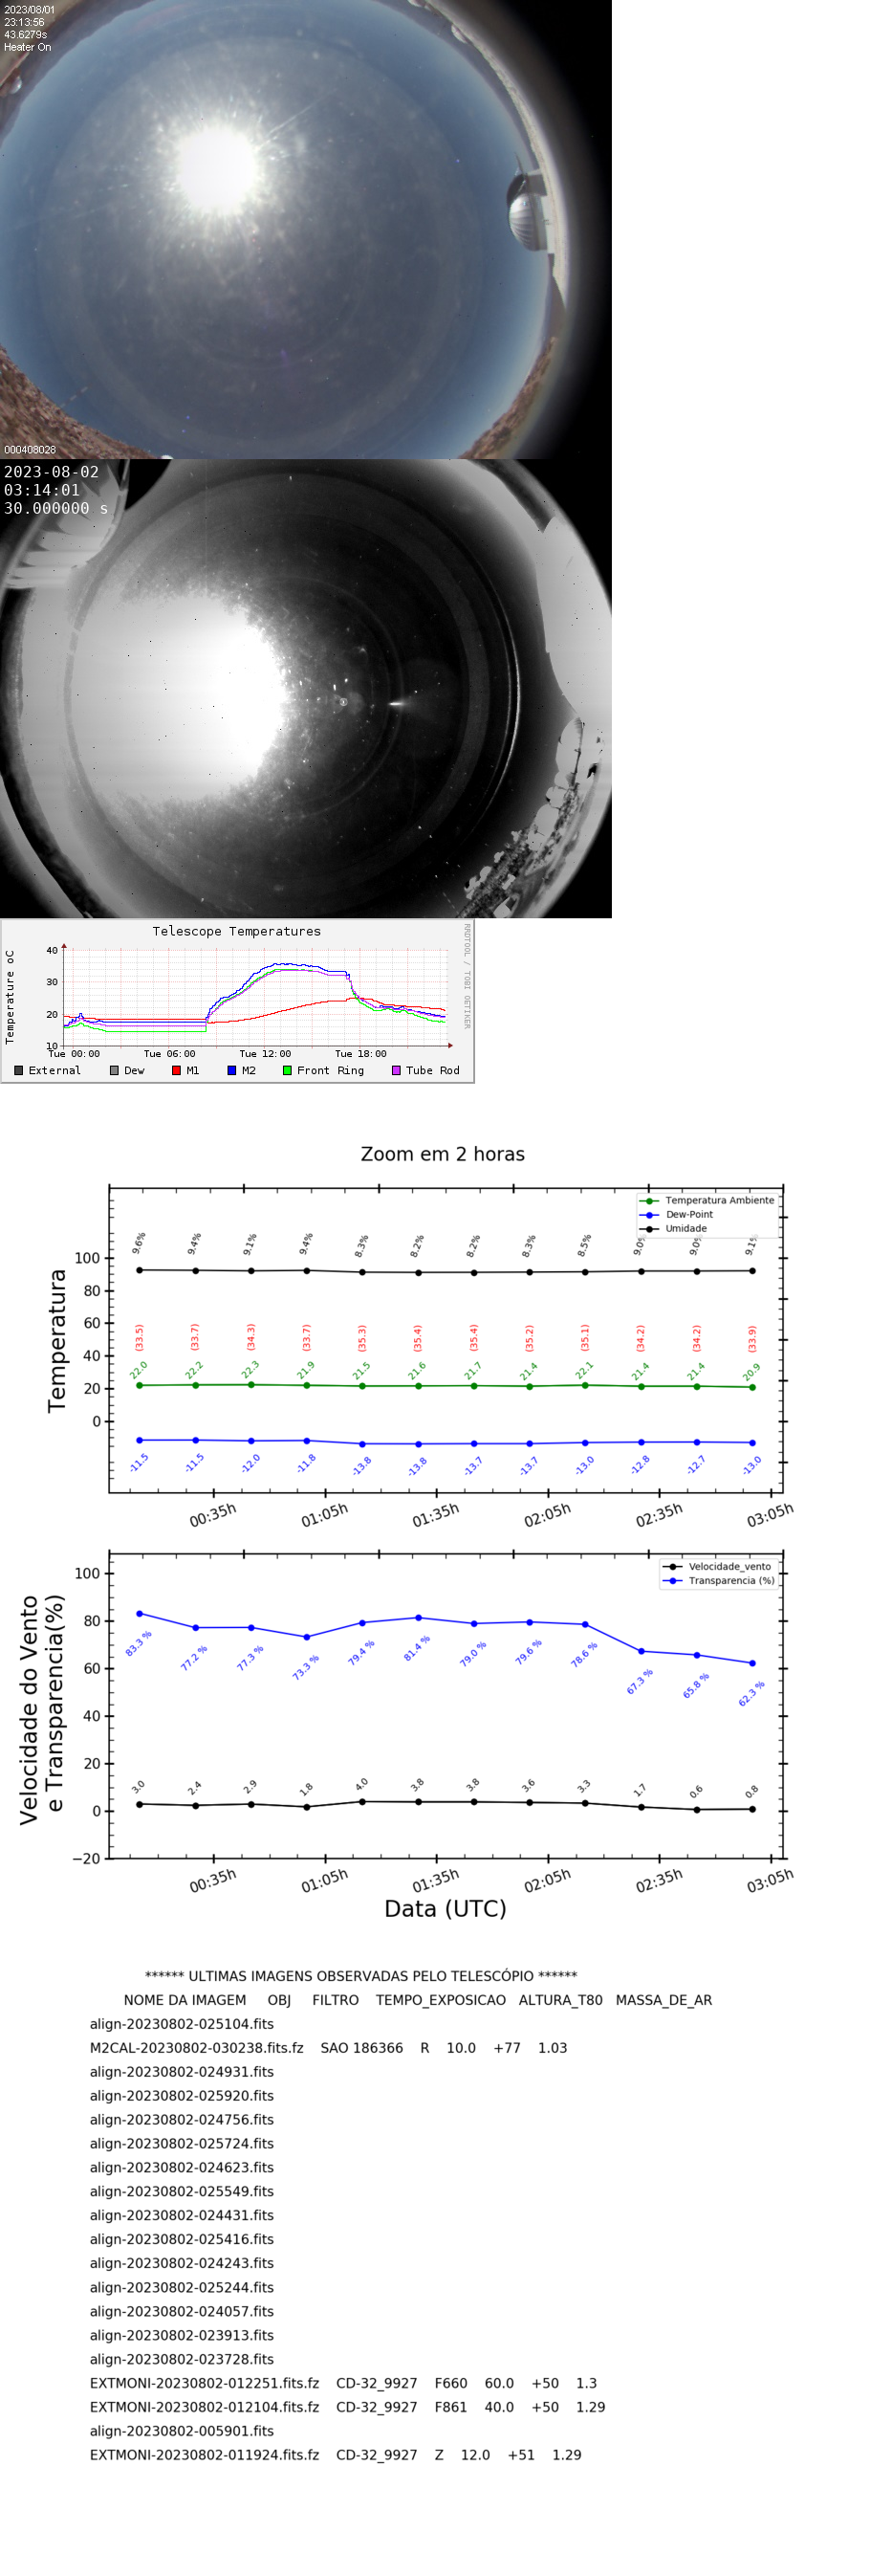 2023/08/01
23:13:56
43.6279s
Heater On
000408028
2023-08-02
03:14:01
30.000000 s
Telescope Temperatures
RRDTOOL / TOBI OETIKER
Temperature oC
40
30
20
10
Tue 00:00 Tue 06:00 Tue 12:00 Tue 18:00
External Dew M1 M2 Front Ring Tube Rod
Zoom em 2 horas
Temperatura Ambiente
Dew-Point
Umidade
9.6% 9.4% 9.1% 9.4% 8.3% 8.2% 8.2% 8.3% 8.5% 9.0% 9.0% 9.1%
Temperatura
100
80
60
40
20
0
(33.5) (33.7) (34.3) (33.7) (35.3) (35.4) (35.4) (35.2) (35.1) (34.2) (34.2) (33.9)
22.0 22.2 22.3 21.9 21.5 21.6 21.7 21.4 22.1 21.4 21.4 20.9
-11.5 -11.5 -12.0 -11.8 -13.8 -13.8 -13.7 -13.7 -13.0 -12.8 -12.7 -13.0
00:35h 01:05h 01:35h 02:05h 02:35h 03:05h
Velocidade_vento
Transparencia (%)
Velocidade do Vento
e Transparencia(%)
100
80
60
40
20
0
−20
83.3 % 77.2 % 77.3 % 73.3 % 79.4 % 81.4 % 79.0 % 79.6 % 78.6 % 67.3 % 65.8 % 62.3 %
3.0 2.4 2.9 1.8 4.0 3.8 3.8 3.6 3.3 1.7 0.6 0.8
00:35h 01:05h 01:35h 02:05h 02:35h 03:05h
Data (UTC)
****** ULTIMAS IMAGENS OBSERVADAS PELO TELESCÓPIO ******
NOME DA IMAGEM OBJ FILTRO TEMPO_EXPOSICAO ALTURA_T80 MASSA_DE_AR
align-20230802-025104.fits
M2CAL-20230802-030238.fits.fz SAO 186366 R 10.0 +77 1.03
align-20230802-024931.fits
align-20230802-025920.fits
align-20230802-024756.fits
align-20230802-025724.fits
align-20230802-024623.fits
align-20230802-025549.fits
align-20230802-024431.fits
align-20230802-025416.fits
align-20230802-024243.fits
align-20230802-025244.fits
align-20230802-024057.fits
align-20230802-023913.fits
align-20230802-023728.fits
EXTMONI-20230802-012251.fits.fz CD-32_9927 F660 60.0 +50 1.3
EXTMONI-20230802-012104.fits.fz CD-32_9927 F861 40.0 +50 1.29
align-20230802-005901.fits
EXTMONI-20230802-011924.fits.fz CD-32_9927 Z 12.0 +51 1.29